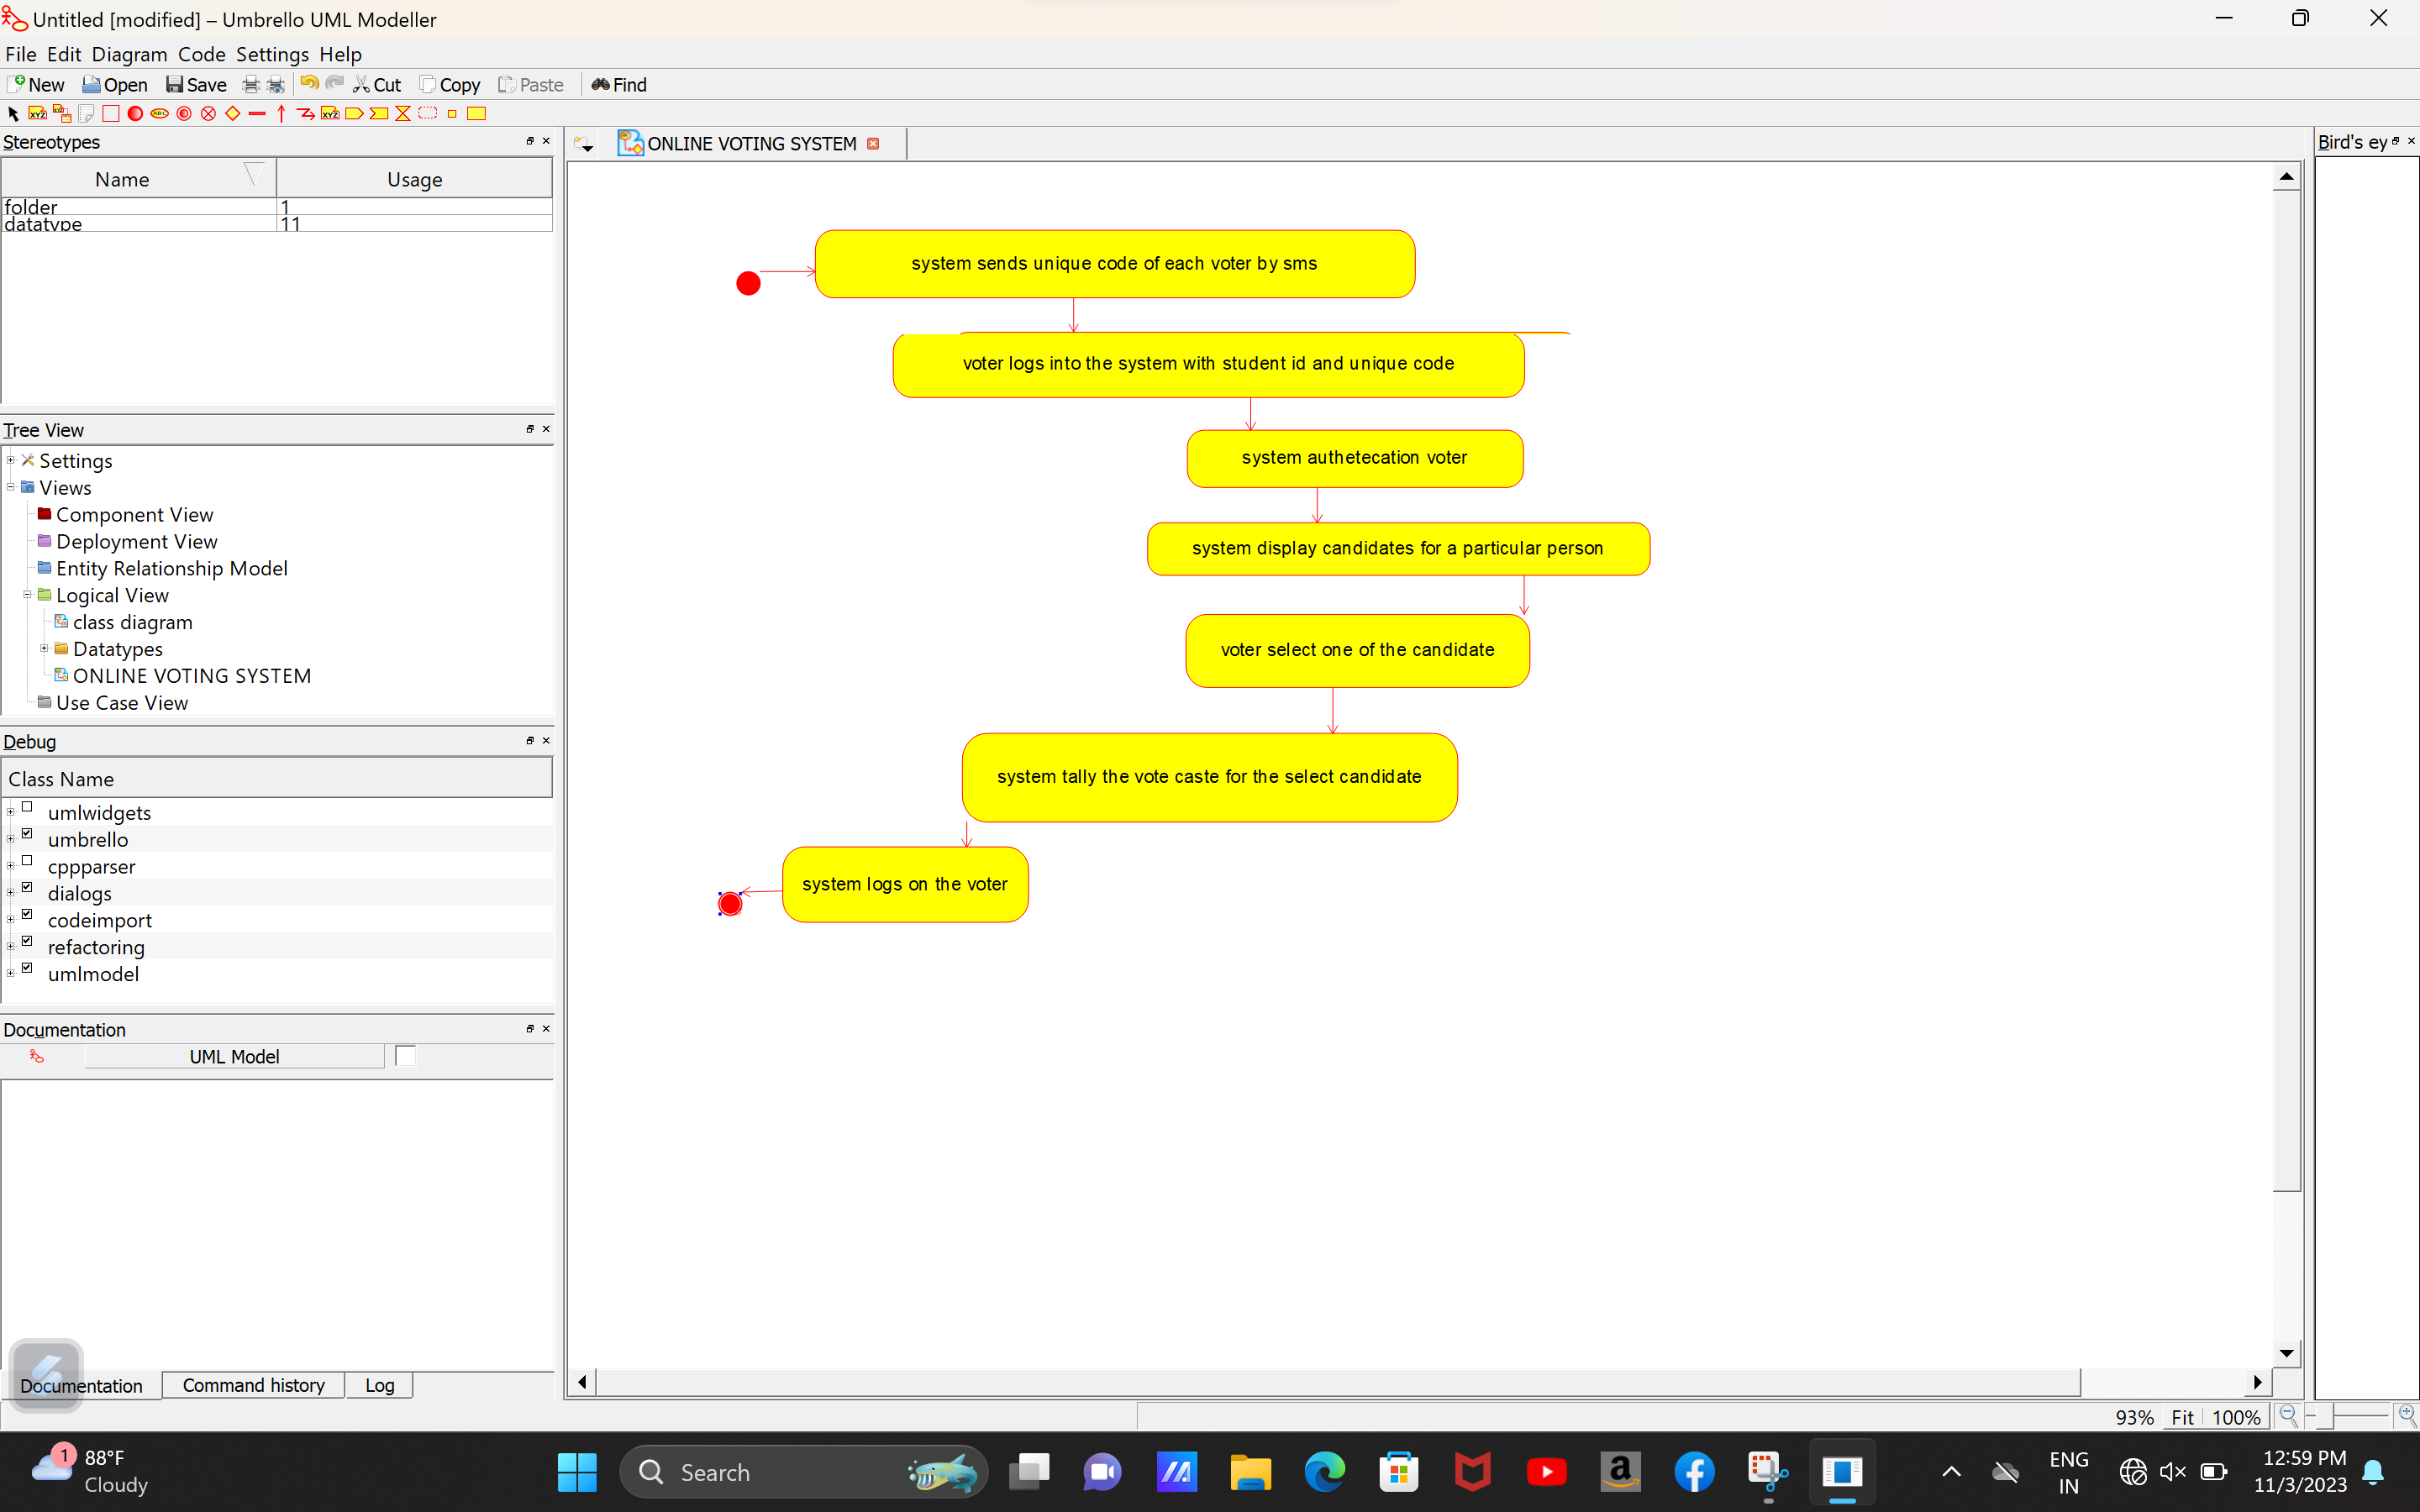 Untitled [modified] – Umbrello UML Modeller
File Edit Diagram Code Settings Help
New Open Save Cut Copy Paste Find
Stereotypes
Name Usage
folder 1
datatype 11
Tree View
Settings
Views
Component View
Deployment View
Entity Relationship Model
Logical View
class diagram
Datatypes
ONLINE VOTING SYSTEM
Use Case View
Debug
Class Name
umlwidgets
umbrello
cppparser
dialogs
codeimport
refactoring
umlmodel
Documentation
UML Model
Documentation Command history Log
ONLINE VOTING SYSTEM
system sends unique code of each voter by sms
voter logs into the system with student id and unique code
system authetecation voter
system display candidates for a particular person
voter select one of the candidate
system tally the vote caste for the select candidate
system logs on the voter
Bird's ey
93% Fit 100%
1
88°F
Cloudy
Search
ENG
IN
12:59 PM
11/3/2023